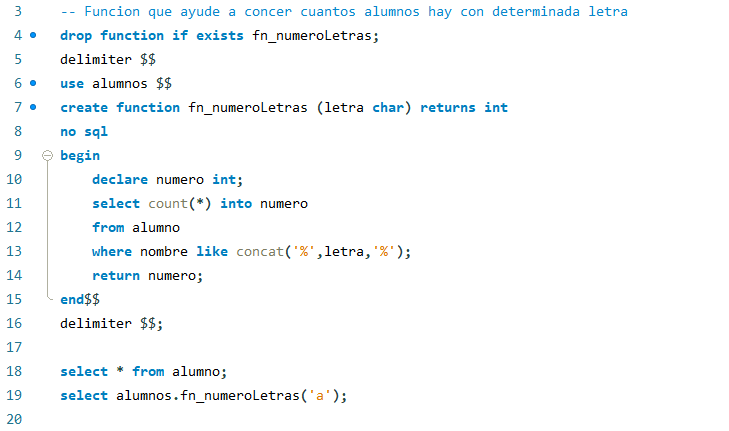 3 -- Funcion que ayude a concer cuantos alumnos hay con determinada letra
4 drop function if exists fn_numeroLetras;
5 delimiter $$
6 use alumnos $$
7 create function fn_numeroLetras (letra char) returns int
8 no sql
9 begin
10 declare numero int;
11 select count(*) into numero
12 from alumno
13 where nombre like concat('%',letra,'%');
14 return numero;
15 end$$
16 delimiter $$;
17
18 select * from alumno;
19 select alumnos.fn_numeroLetras('a');
20